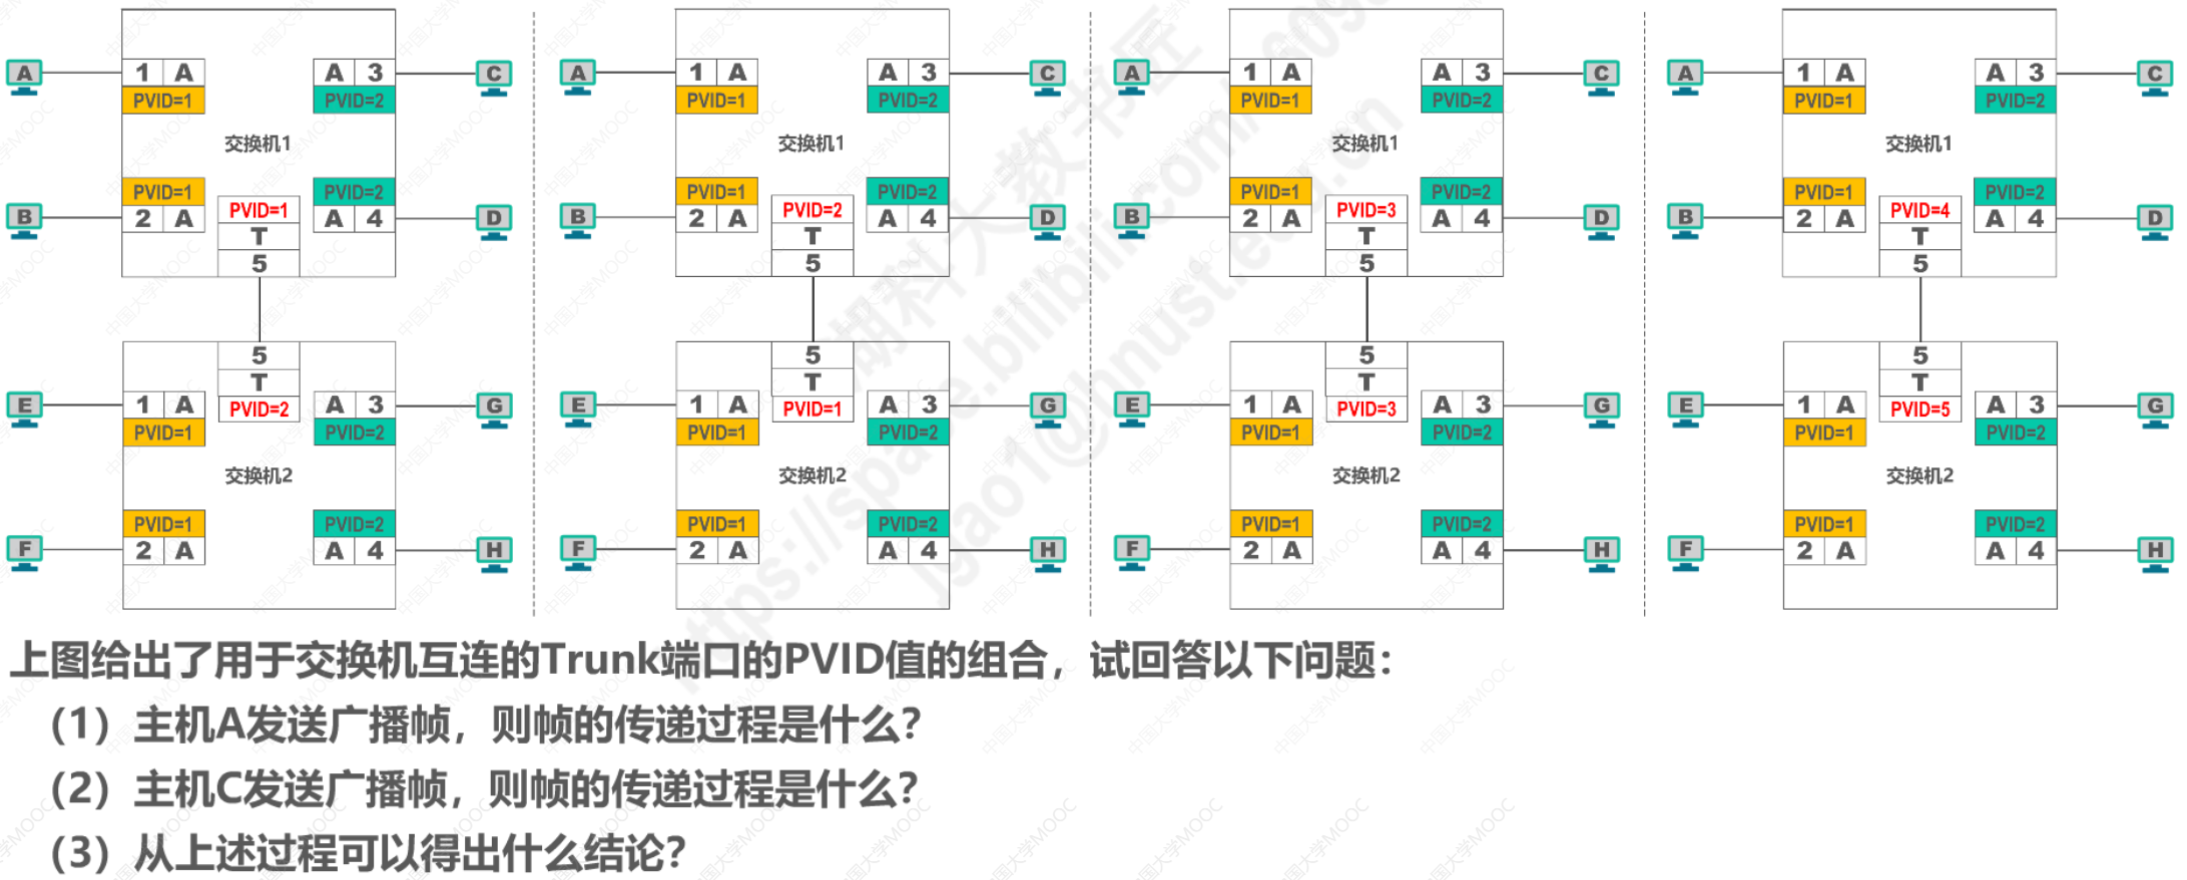 A 1 A A 3 C A 1 A A 3 C A 1 A A 3 C A 1 A A 3 C
PVID=1 PVID=2 PVID=1 PVID=2 PVID=1 PVID=2 PVID=1 PVID=2
交换机1 交换机1 交换机1 交换机1
PVID=1 PVID=2 PVID=1 PVID=2 PVID=1 PVID=2 PVID=1 PVID=2
B 2 A PVID=1 A 4 D B 2 A PVID=2 A 4 D B 2 A PVID=3 A 4 D B 2 A PVID=4 A 4 D
T T T T
5 5 5 5
5 5 5 5
T T T T
E 1 A PVID=2 A 3 G E 1 A PVID=1 A 3 G E 1 A PVID=3 A 3 G E 1 A PVID=5 A 3 G
PVID=1 PVID=2 PVID=1 PVID=2 PVID=1 PVID=2 PVID=1 PVID=2
交换机2 交换机2 交换机2 交换机2
PVID=1 PVID=2 PVID=1 PVID=2 PVID=1 PVID=2 PVID=1 PVID=2
F 2 A A 4 H F 2 A A 4 H F 2 A A 4 H F 2 A A 4 H
上图给出了用于交换机互连的Trunk端口的PVID值的组合，试回答以下问题：
（1）主机A发送广播帧，则帧的传递过程是什么？
（2）主机C发送广播帧，则帧的传递过程是什么？
（3）从上述过程可以得出什么结论？
中国大学MOOC